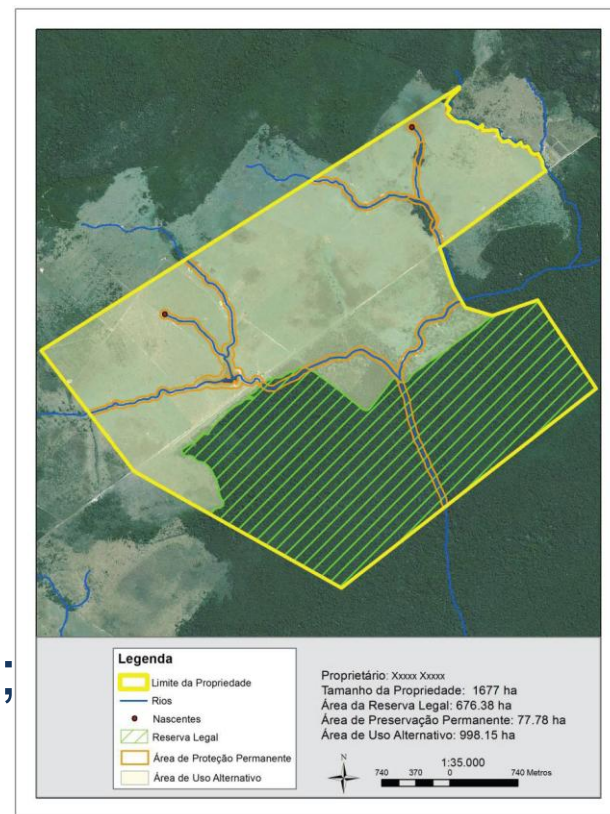 ;
Legenda
Limite da Propriedade
Rios
Nascentes
Reserva Legal
Área de Proteção Permanente
Área de Uso Alternativo
Proprietário: Xxxxx Xxxxx
Tamanho da Propriedade: 1677 ha
Área da Reserva Legal: 676.38 ha
Área de Preservação Permanente: 77.78 ha
Área de Uso Alternativo: 998.15 ha
N
1:35.000
740 370 0 740 Metros